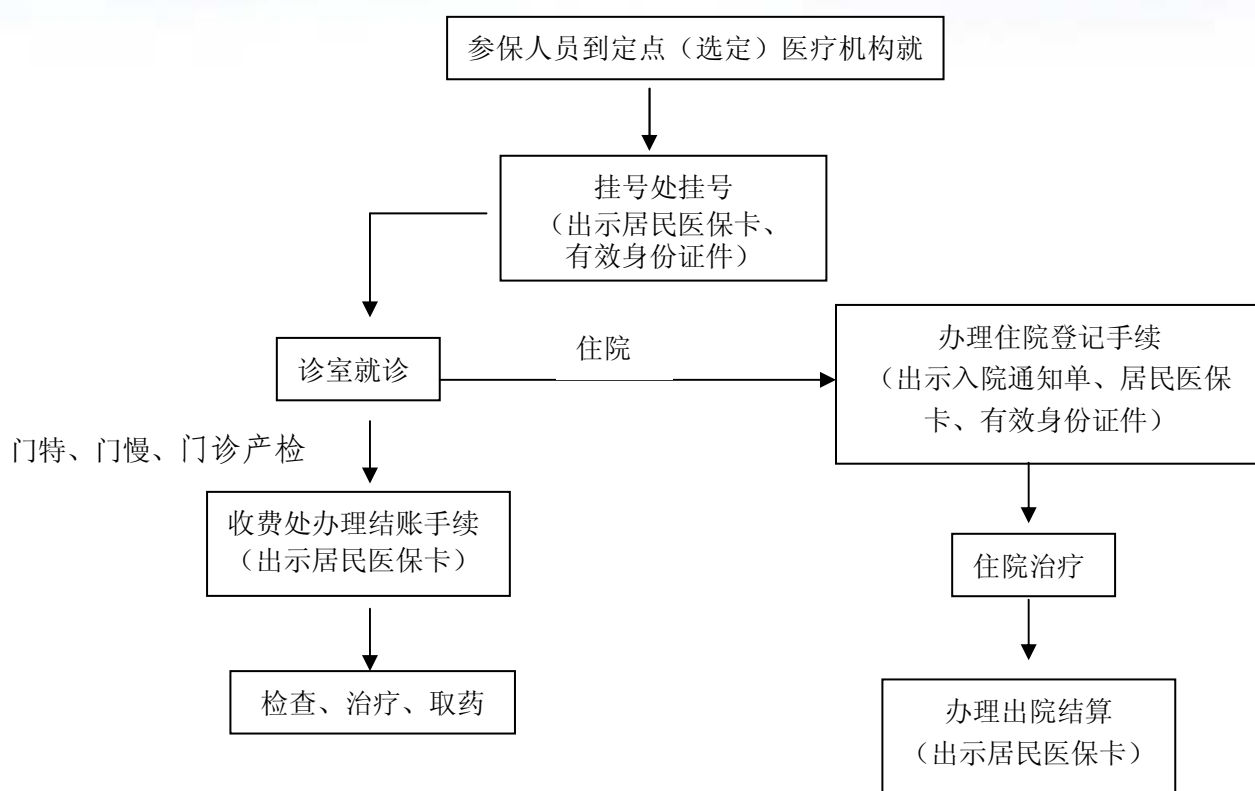 参保人员到定点（选定）医疗机构就
挂号处挂号
（出示居民医保卡、
有效身份证件）
诊室就诊
住院
办理住院登记手续
（出示入院通知单、居民医保
卡、有效身份证件）
门特、门慢、门诊产检
收费处办理结账手续
（出示居民医保卡）
住院治疗
检查、治疗、取药
办理出院结算
（出示居民医保卡）